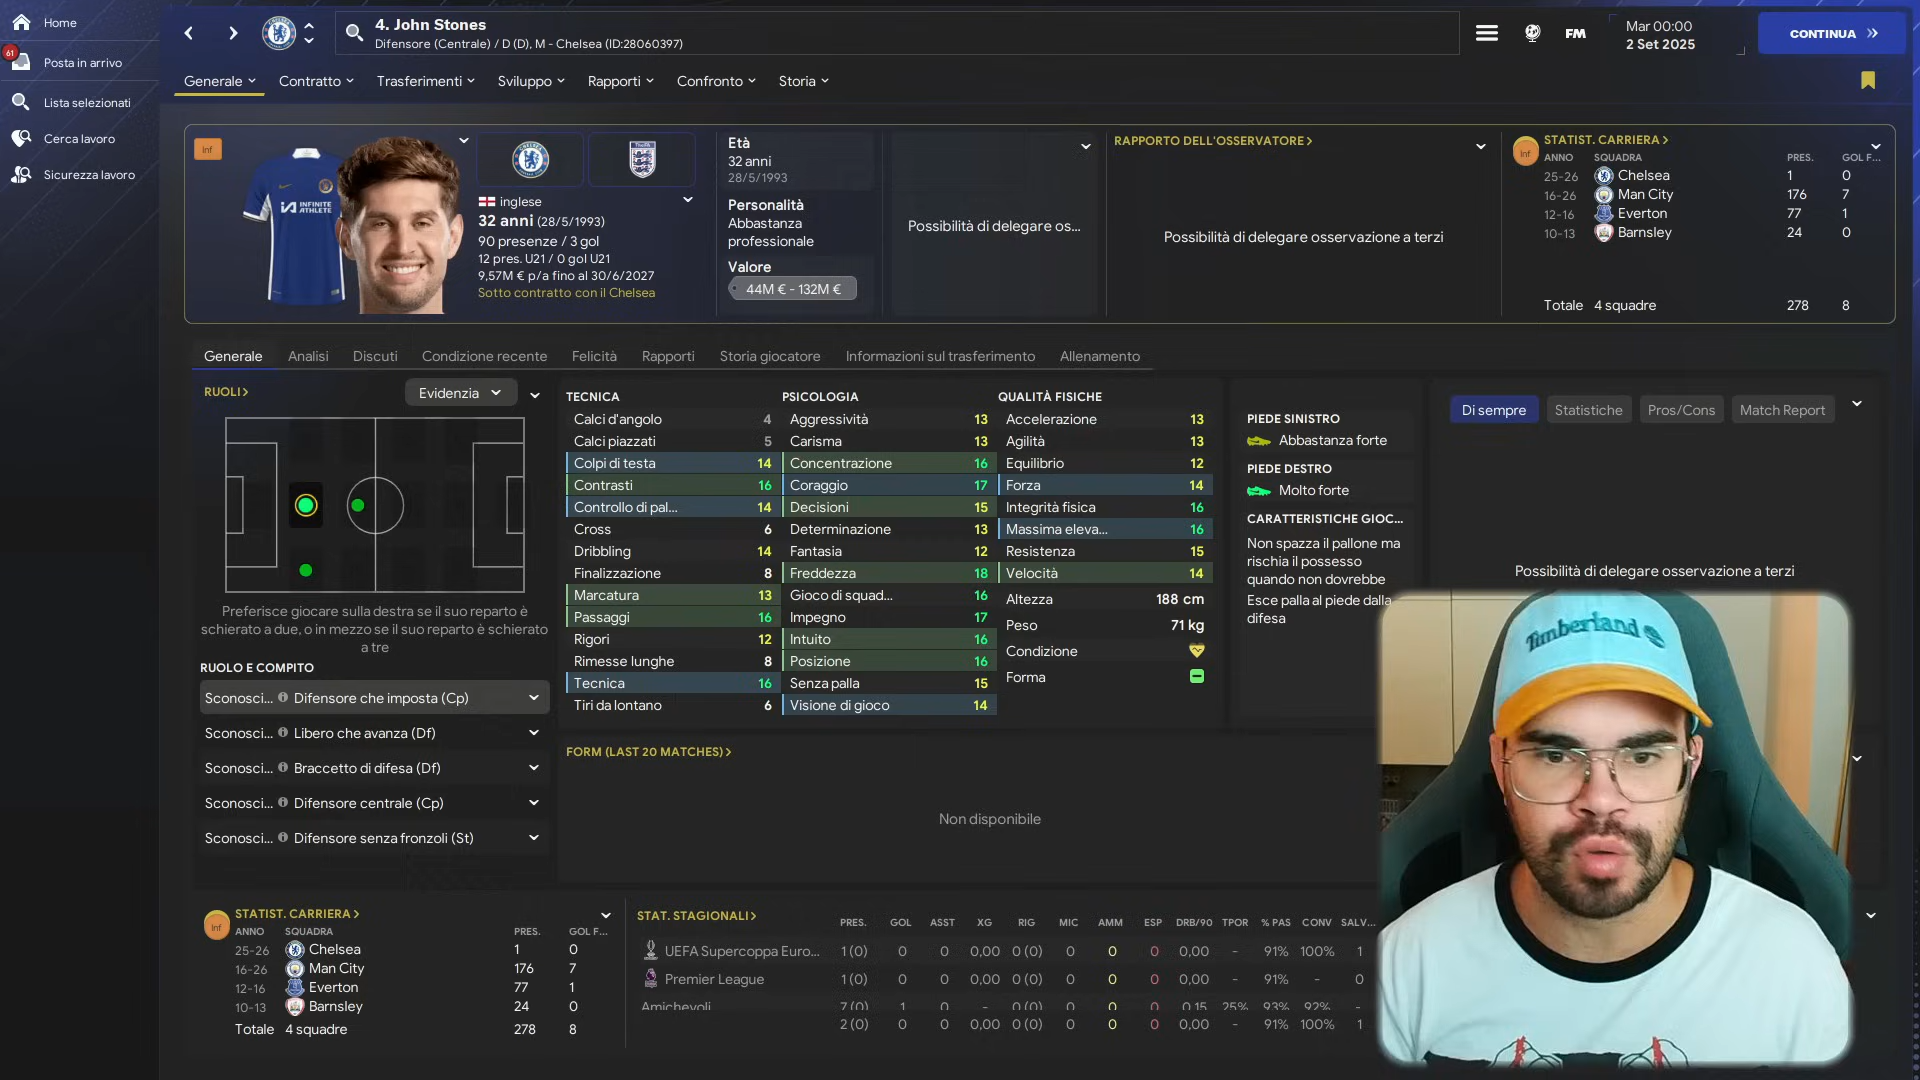 Home
61
Posta in arrivo
Lista selezionati
Cerca lavoro
Sicurezza lavoro
4. John Stones
Difensore (Centrale) / D (D), M - Chelsea (ID:28060397)
FM
Mar 00:00
2 Set 2025
CONTINUA
Generale
Contratto
Trasferimenti
Sviluppo
Rapporti
Confronto
Storia
Inf
INFINITE ATHLETE
inglese
32 anni (28/5/1993)
90 presenze / 3 gol
12 pres. U21 / 0 gol U21
9,57M € p/a fino al 30/6/2027
Sotto contratto con il Chelsea
Età
32 anni
28/5/1993
Personalità
Abbastanza
professionale
Valore
44M € - 132M €
Possibilità di delegare os...
RAPPORTO DELL'OSSERVATORE
Possibilità di delegare osservazione a terzi
Inf
STATIST. CARRIERA
ANNO SQUADRA PRES. GOL F...
25-26 Chelsea 1 0
16-26 Man City 176 7
12-16 Everton 77 1
10-13 Barnsley 24 0
Totale 4 squadre 278 8
Generale
Analisi
Discuti
Condizione recente
Felicità
Rapporti
Storia giocatore
Informazioni sul trasferimento
Allenamento
RUOLI
Evidenzia
Preferisce giocare sulla destra se il suo reparto è
schierato a due, o in mezzo se il suo reparto è schierato
a tre
RUOLO E COMPITO
Sconosci... Difensore che imposta (Cp)
Sconosci... Libero che avanza (Df)
Sconosci... Braccetto di difesa (Df)
Sconosci... Difensore centrale (Cp)
Sconosci... Difensore senza fronzoli (St)
TECNICA
Calci d'angolo 4
Calci piazzati 5
Colpi di testa 14
Contrasti 16
Controllo di pal... 14
Cross 6
Dribbling 14
Finalizzazione 8
Marcatura 13
Passaggi 16
Rigori 12
Rimesse lunghe 8
Tecnica 16
Tiri da lontano 6
PSICOLOGIA
Aggressività 13
Carisma 13
Concentrazione 16
Coraggio 17
Decisioni 15
Determinazione 13
Fantasia 12
Freddezza 18
Gioco di squad... 16
Impegno 17
Intuito 16
Posizione 16
Senza palla 15
Visione di gioco 14
QUALITÀ FISICHE
Accelerazione 13
Agilità 13
Equilibrio 12
Forza 14
Integrità fisica 16
Massima eleva... 16
Resistenza 15
Velocità 14
Altezza 188 cm
Peso 71 kg
Condizione
Forma
PIEDE SINISTRO
Abbastanza forte
PIEDE DESTRO
Molto forte
CARATTERISTICHE GIOC...
Non spazza il pallone ma
rischia il possesso
quando non dovrebbe
Esce palla al piede dalla
difesa
Di sempre
Statistiche
Pros/Cons
Match Report
Possibilità di delegare osservazione a terzi
FORM (LAST 20 MATCHES)
Non disponibile
Inf
STATIST. CARRIERA
ANNO SQUADRA PRES. GOL F...
25-26 Chelsea 1 0
16-26 Man City 176 7
12-16 Everton 77 1
10-13 Barnsley 24 0
Totale 4 squadre 278 8
STAT. STAGIONALI
PRES. GOL ASST XG RIG MIC AMM ESP DRB/90 TPOR % PAS CONV SALV...
UEFA Supercoppa Euro... 1 (0) 0 0 0,00 0 (0) 0 0 0 0,00 - 91% 100% 1
Premier League 1 (0) 0 0 0,00 0 (0) 0 0 0 0,00 - 91% - 0
Amichevoli 7 (0) 1 0 - 0 (0) 0 0 0 0,15 25% 93% 92% -
2 (0) 0 0 0,00 0 (0) 0 0 0 0,00 - 91% 100% 1
Timberland